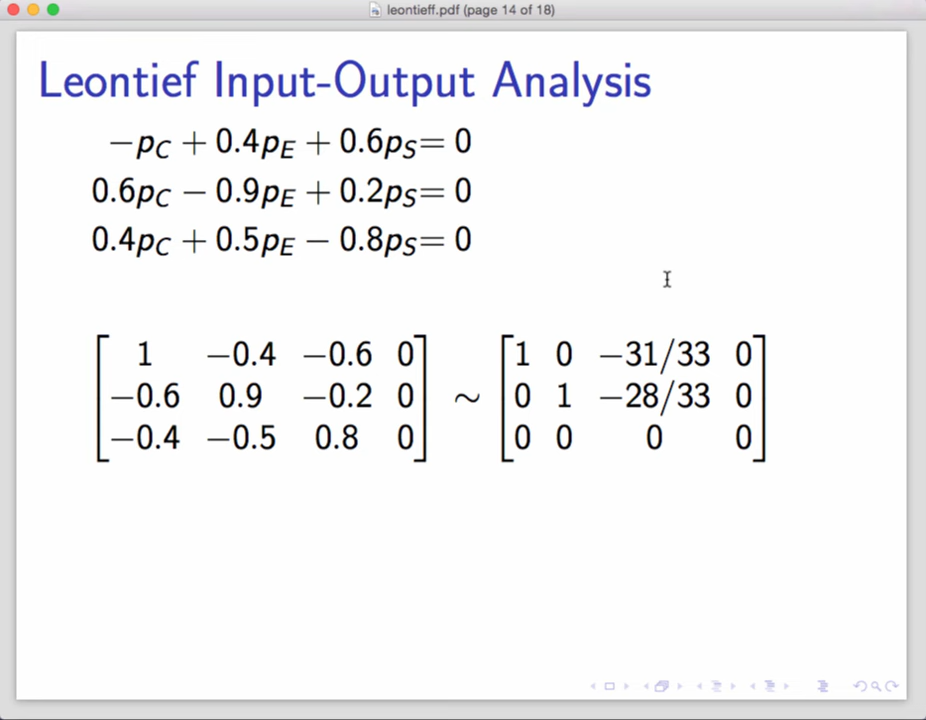 leontieff.pdf (page 14 of 18)
Leontief Input-Output Analysis
−p_C + 0.4p_E + 0.6p_S= 0
0.6p_C − 0.9p_E + 0.2p_S= 0
0.4p_C + 0.5p_E − 0.8p_S= 0
[1 −0.4 −0.6 0] [1 0 −31/33 0]
[−0.6 0.9 −0.2 0] ∼ [0 1 −28/33 0]
[−0.4 −0.5 0.8 0] [0 0 0 0]